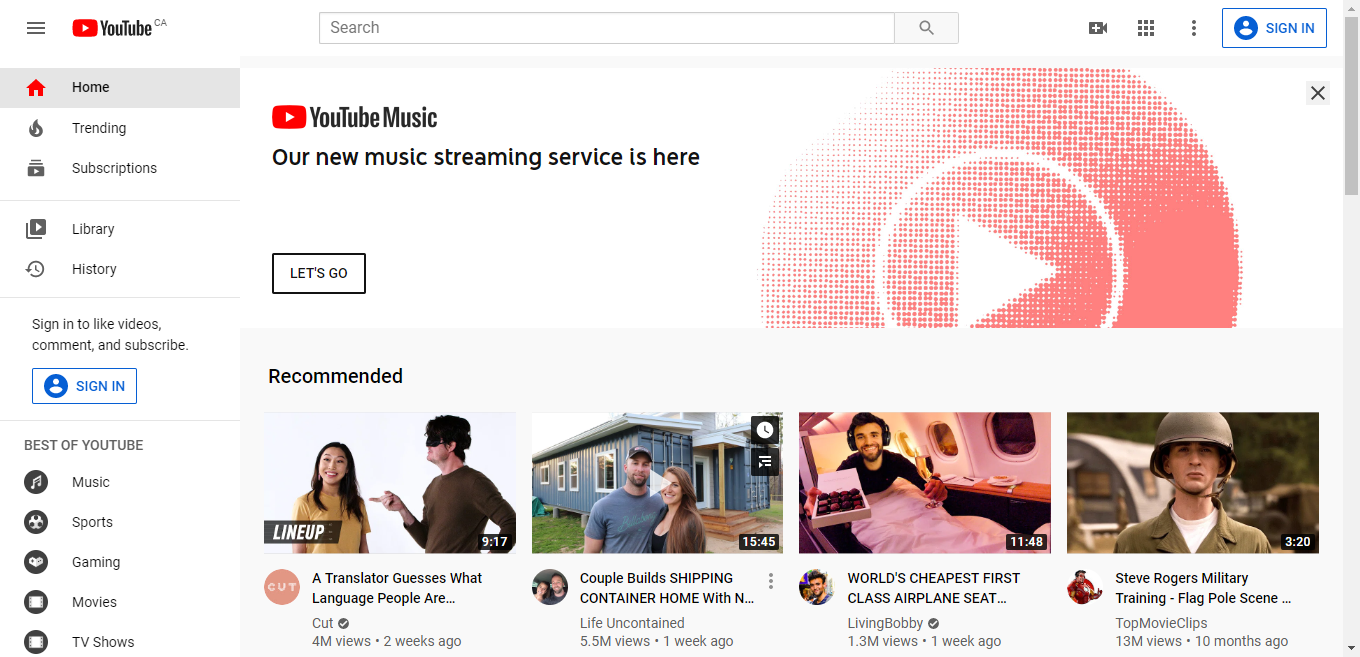 YouTube CA
Search
SIGN IN
Home
Trending
Subscriptions
Library
History
Sign in to like videos,
comment, and subscribe.
SIGN IN
BEST OF YOUTUBE
Music
Sports
Gaming
Movies
TV Shows
YouTube Music
Our new music streaming service is here
LET'S GO
Recommended
LINEUP
9:17
15:45
11:48
3:20
CUT
A Translator Guesses What
Language People Are...
Cut
4M views • 2 weeks ago
Couple Builds SHIPPING
CONTAINER HOME With N...
Life Uncontained
5.5M views • 1 week ago
WORLD'S CHEAPEST FIRST
CLASS AIRPLANE SEAT...
LivingBobby
1.3M views • 1 week ago
Steve Rogers Military
Training - Flag Pole Scene ...
TopMovieClips
13M views • 10 months ago